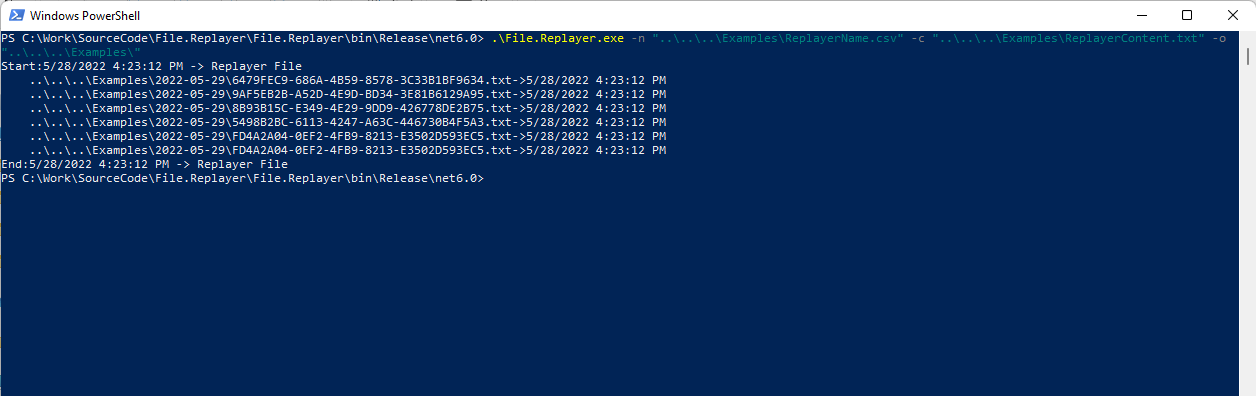 Windows PowerShell
PS C:\Work\SourceCode\File.Replayer\File.Replayer\bin\Release\net6.0> .\File.Replayer.exe -n "..\..\..\Examples\ReplayerName.csv" -c "..\..\..\Examples\ReplayerContent.txt" -o
"..\..\..\Examples\"
Start:5/28/2022 4:23:12 PM -> Replayer File
    ..\..\..\Examples\2022-05-29\6479FEC9-686A-4B59-8578-3C33B1BF9634.txt->5/28/2022 4:23:12 PM
    ..\..\..\Examples\2022-05-29\9AF5EB2B-A52D-4E9D-BD34-3E81B6129A95.txt->5/28/2022 4:23:12 PM
    ..\..\..\Examples\2022-05-29\8B93B15C-E349-4E29-9DD9-426778DE2B75.txt->5/28/2022 4:23:12 PM
    ..\..\..\Examples\2022-05-29\5498B2BC-6113-4247-A63C-446730B4F5A3.txt->5/28/2022 4:23:12 PM
    ..\..\..\Examples\2022-05-29\FD4A2A04-0EF2-4FB9-8213-E3502D593EC5.txt->5/28/2022 4:23:12 PM
    ..\..\..\Examples\2022-05-29\FD4A2A04-0EF2-4FB9-8213-E3502D593EC5.txt->5/28/2022 4:23:12 PM
End:5/28/2022 4:23:12 PM -> Replayer File
PS C:\Work\SourceCode\File.Replayer\File.Replayer\bin\Release\net6.0>